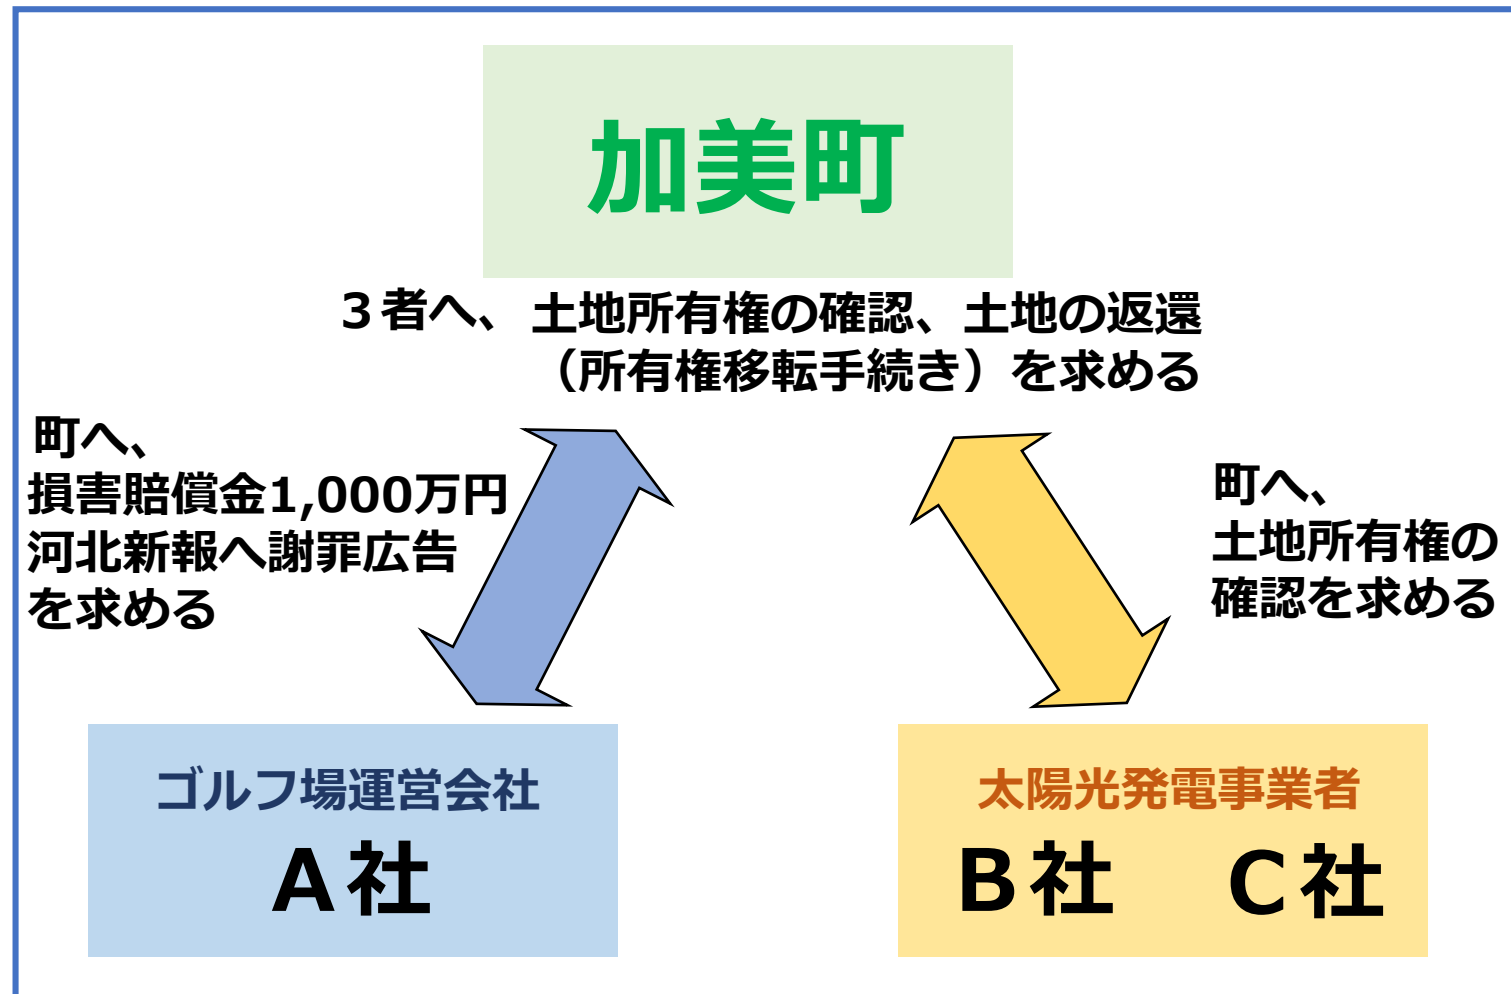 加美町
３者へ、土地所有権の確認、土地の返還
（所有権移転手続き）を求める
町へ、
損害賠償金1,000万円
河北新報へ謝罪広告
を求める
町へ、
土地所有権の
確認を求める
ゴルフ場運営会社
Ａ社
太陽光発電事業者
Ｂ社　Ｃ社